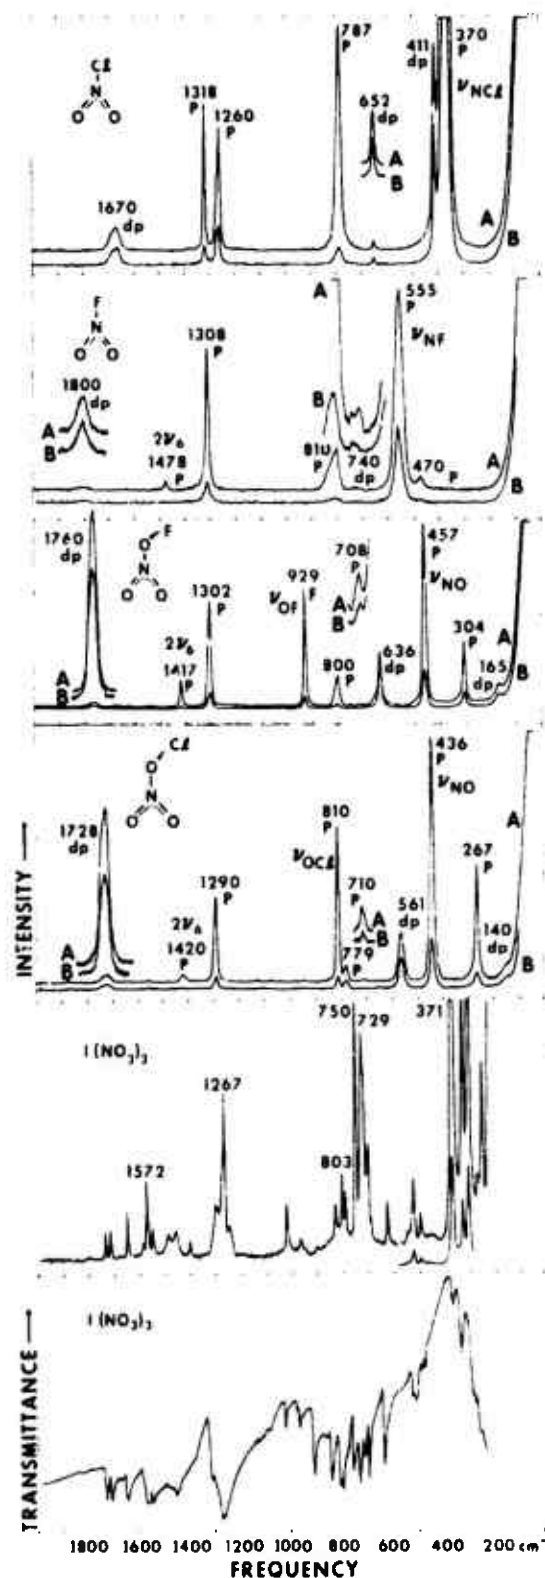 Cl
N
O O
1670
dp
1318
P
1260
P
787
P
652
dp
A
B
411
dp
370
P
νNCl
A
B
F
N
O O
1800
dp
A
B
2ν6
1478 P
1308
P
A
B
810
P
740
dp
555
P
νNF
470 P
A
B
1760
dp
A
B
O F
N
O O
2ν6
1417
P
1302
P
νOF
929
F
708
P
A
B
800
P
636
dp
457
P
νNO
304
P
165
dp
A
B
1728
dp
A
B
O Cl
N
O O
2ν6
1420
P
1290
P
νOCl
810
P
710
A
B
779
P
561
dp
436
P
νNO
267
P
140
dp
A
B
INTENSITY
I (NO3)3
1572
1267
803
750
729
371
I (NO3)3
TRANSMITTANCE
1800 1600 1400 1200 1000 800 600 400 200 cm-1
FREQUENCY